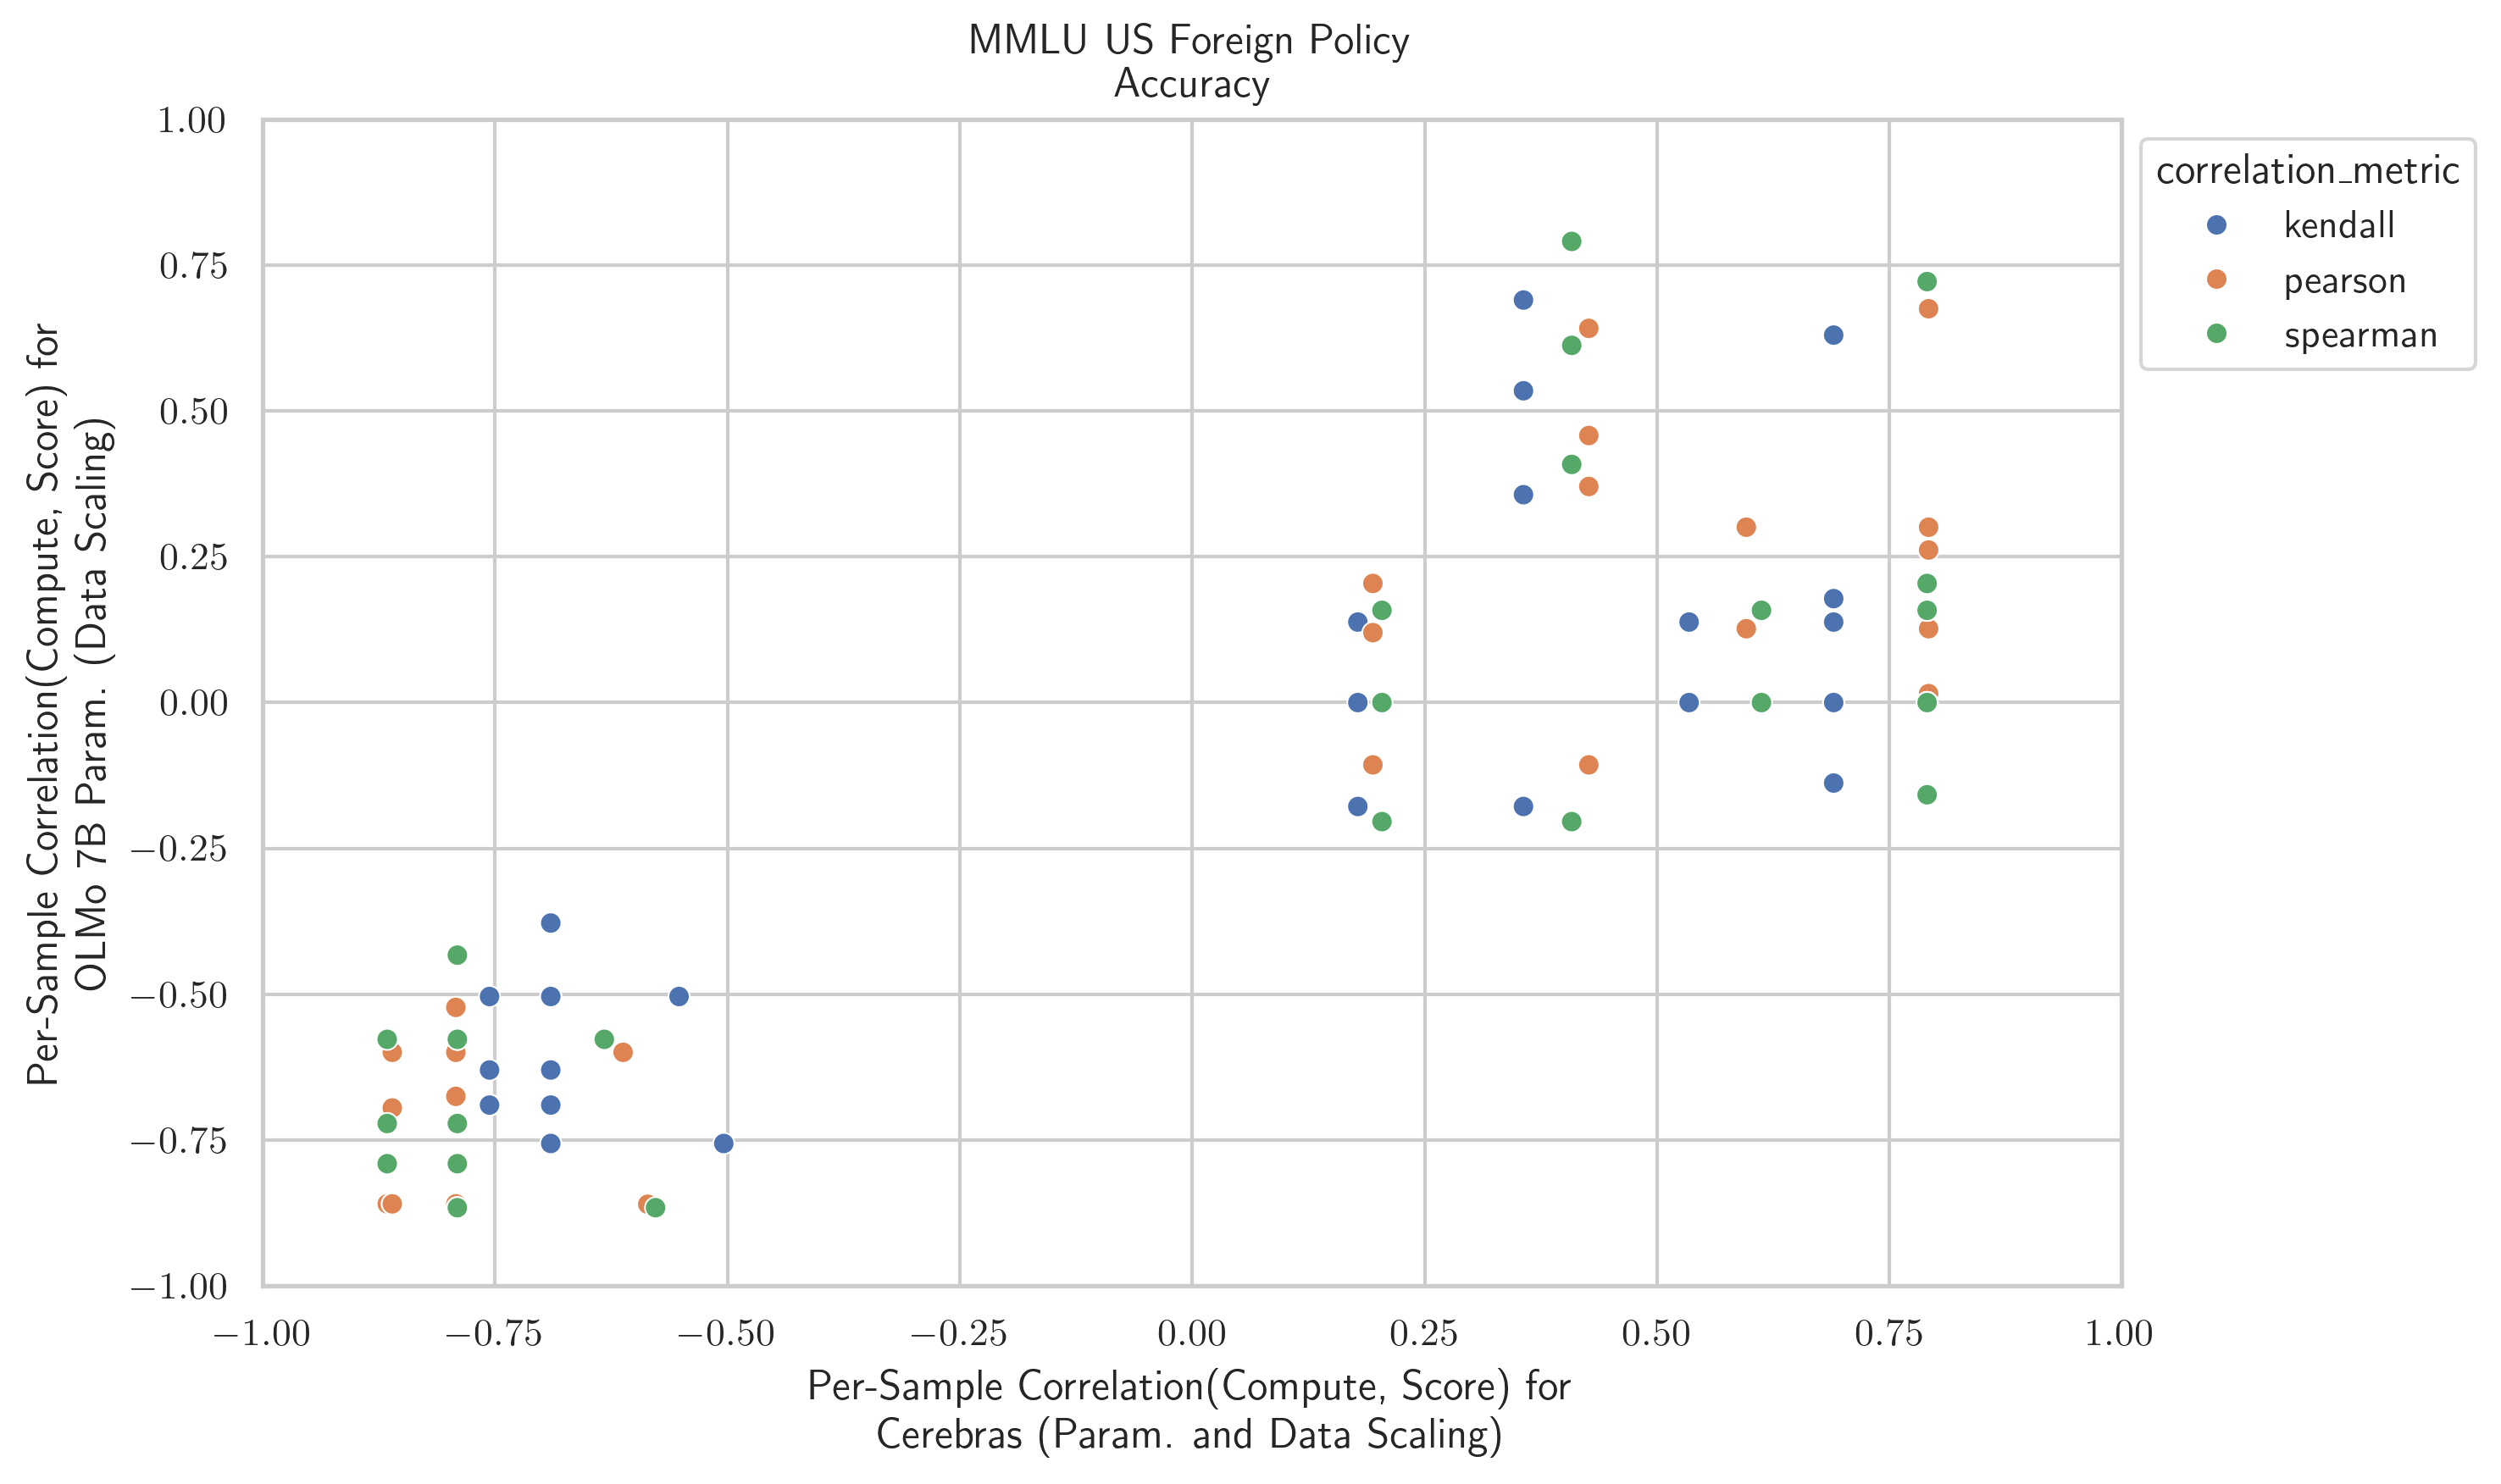 MMLU US Foreign Policy
Accuracy
Per-Sample Correlation(Compute, Score) for
OLMo 7B Param. (Data Scaling)
1.00
0.75
0.50
0.25
0.00
−0.25
−0.50
−0.75
−1.00
−1.00
−0.75
−0.50
−0.25
0.00
0.25
0.50
0.75
1.00
Per-Sample Correlation(Compute, Score) for
Cerebras (Param. and Data Scaling)
correlation_metric
kendall
pearson
spearman